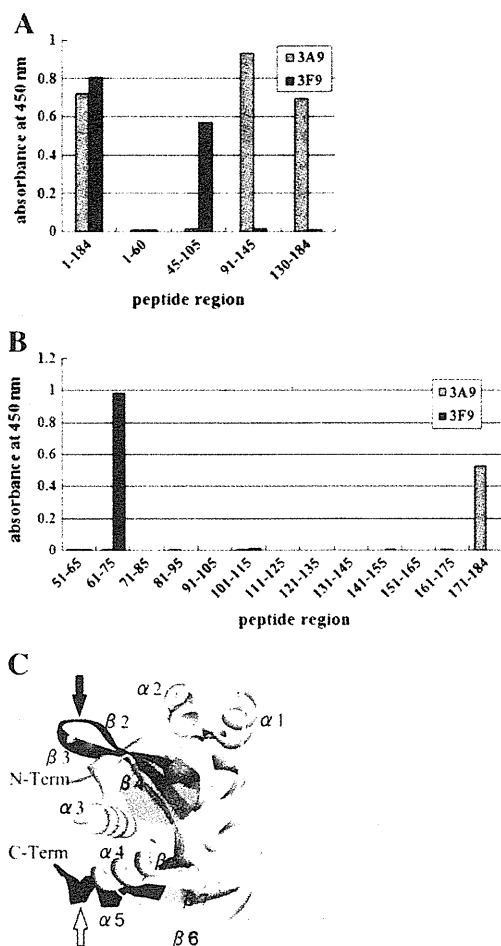 A
absorbance at 450 nm
1
0.8
0.6
0.4
0.2
0
3A9
3F9
1-184
1-60
45-105
91-145
130-184
peptide region
B
absorbance at 450 nm
1.2
1
0.8
0.6
0.4
0.2
0
3A9
3F9
51-65
61-75
71-85
81-95
91-105
101-115
111-125
121-135
131-145
141-155
151-165
161-175
171-184
peptide region
C
α2
α1
β2
β3
N-Term
β4
α3
C-Term
α4
α5
β6